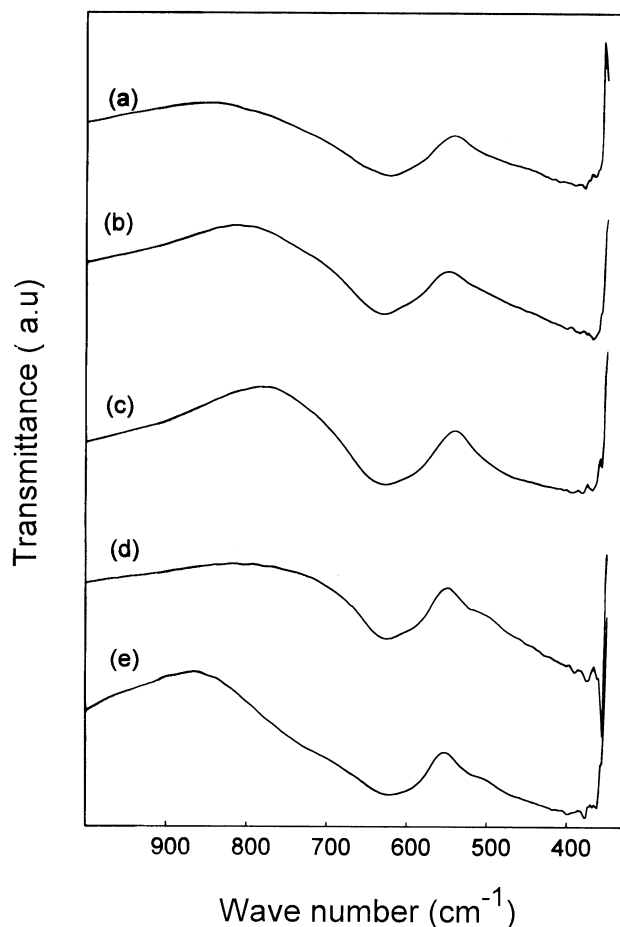 (a)
(b)
(c)
(d)
(e)
Transmittance ( a.u)
900 800 700 600 500 400
Wave number (cm⁻¹)